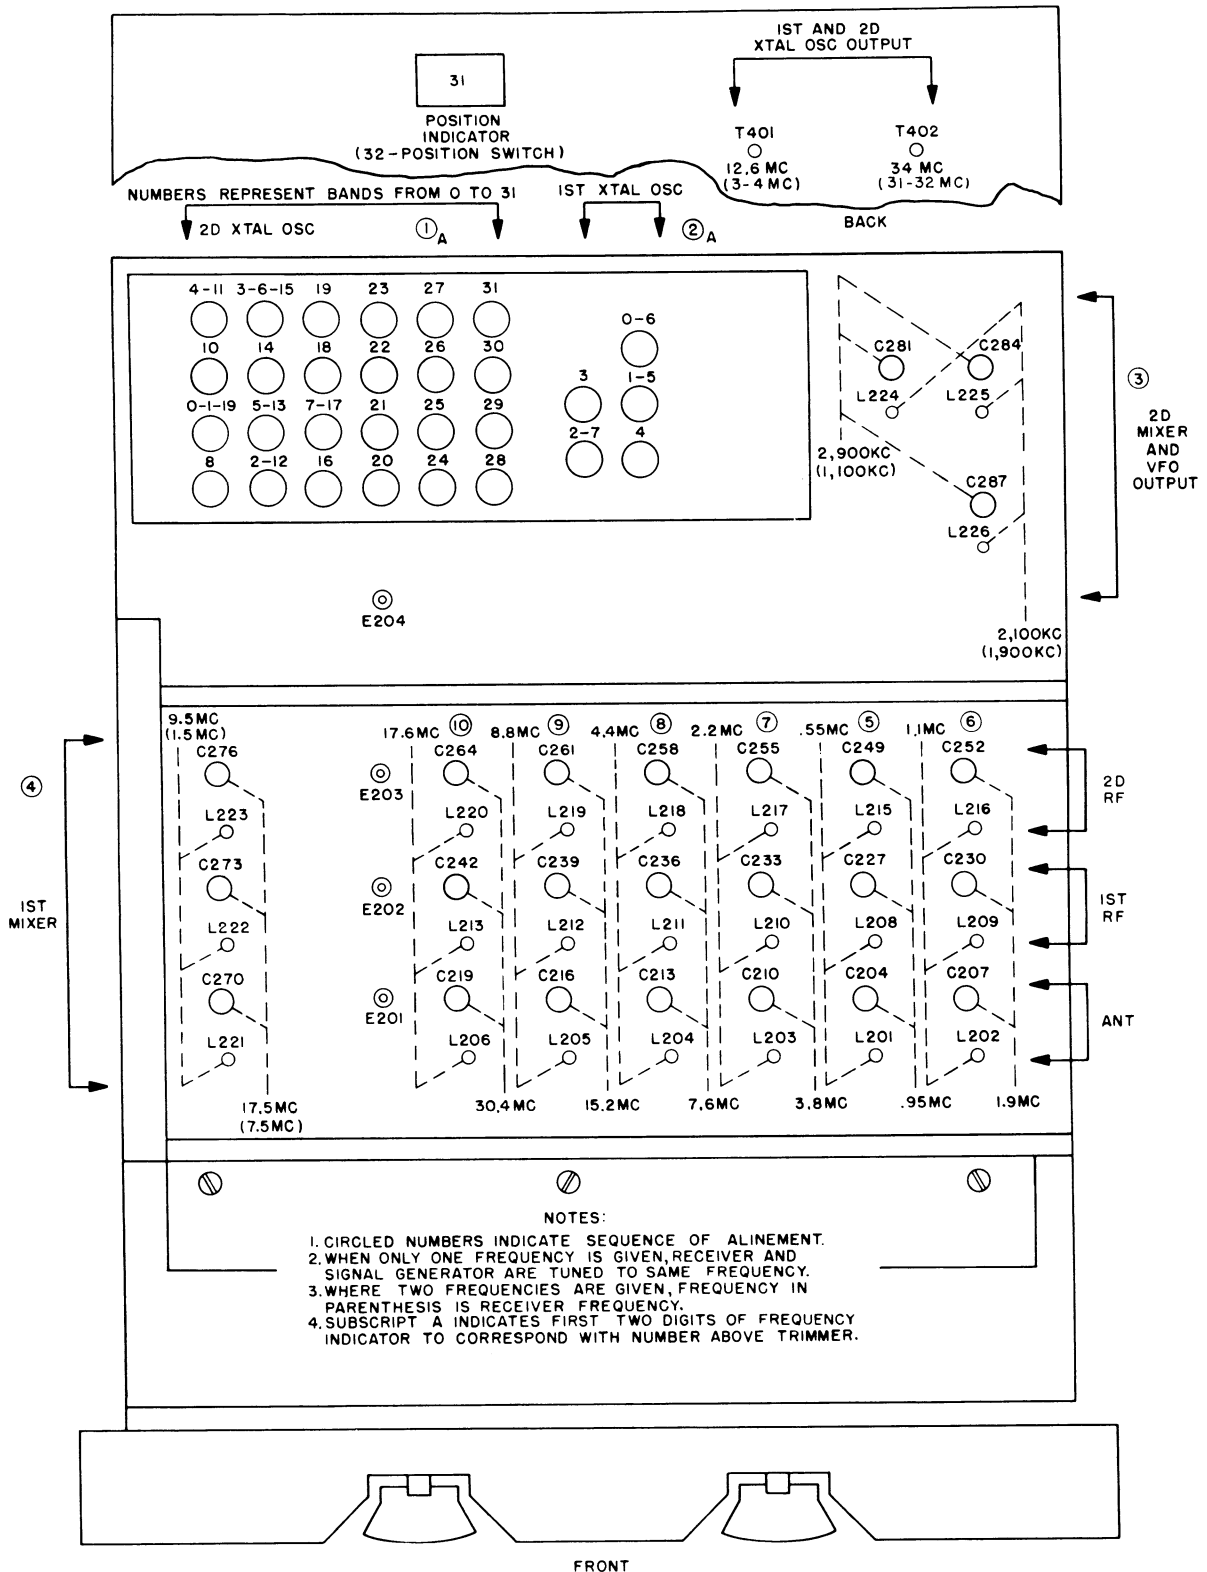 1ST AND 2D
XTAL OSC OUTPUT
31
POSITION
INDICATOR
(32-POSITION SWITCH)
T401
12.6 MC
(3-4 MC)
T402
34 MC
(31-32 MC)
NUMBERS REPRESENT BANDS FROM 0 TO 31
1ST XTAL OSC
BACK
2D XTAL OSC
1 A
2 A
4-11 3-6-15 19 23 27 31
10 14 18 22 26 30
0-1-19 5-13 7-17 21 25 29
8 2-12 16 20 24 28
0-6
3 1-5
2-7 4
C281 C284
L224 L225
2,900KC
(1,100KC)
C287
L226
2,100KC
(1,900KC)
3
2D
MIXER
AND
VFO
OUTPUT
E204
9.5MC
(1.5MC)
17.6MC 10 8.8MC 9 4.4MC 8 2.2MC 7 .55MC 5 1.1MC 6
C276 C264 C261 C258 C255 C249 C252
E203
L223 L220 L219 L218 L217 L215 L216
2D
RF
4
C273 C242 C239 C236 C233 C227 C230
E202
L222 L213 L212 L211 L210 L208 L209
1ST
RF
1ST
MIXER
C270 C219 C216 C213 C210 C204 C207
E201
L221 L206 L205 L204 L203 L201 L202
ANT
17.5MC
(7.5MC)
30.4MC 15.2MC 7.6MC 3.8MC .95MC 1.9MC
NOTES:
1. CIRCLED NUMBERS INDICATE SEQUENCE OF ALINEMENT.
2. WHEN ONLY ONE FREQUENCY IS GIVEN, RECEIVER AND
SIGNAL GENERATOR ARE TUNED TO SAME FREQUENCY.
3. WHERE TWO FREQUENCIES ARE GIVEN, FREQUENCY IN
PARENTHESIS IS RECEIVER FREQUENCY.
4. SUBSCRIPT A INDICATES FIRST TWO DIGITS OF FREQUENCY
INDICATOR TO CORRESPOND WITH NUMBER ABOVE TRIMMER.
FRONT